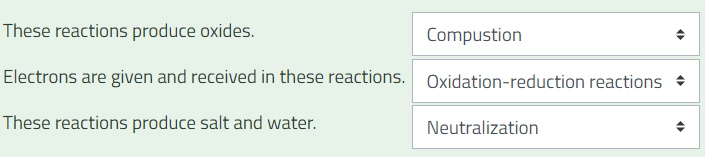 These reactions produce oxides. Compustion
Electrons are given and received in these reactions. Oxidation-reduction reactions
These reactions produce salt and water. Neutralization